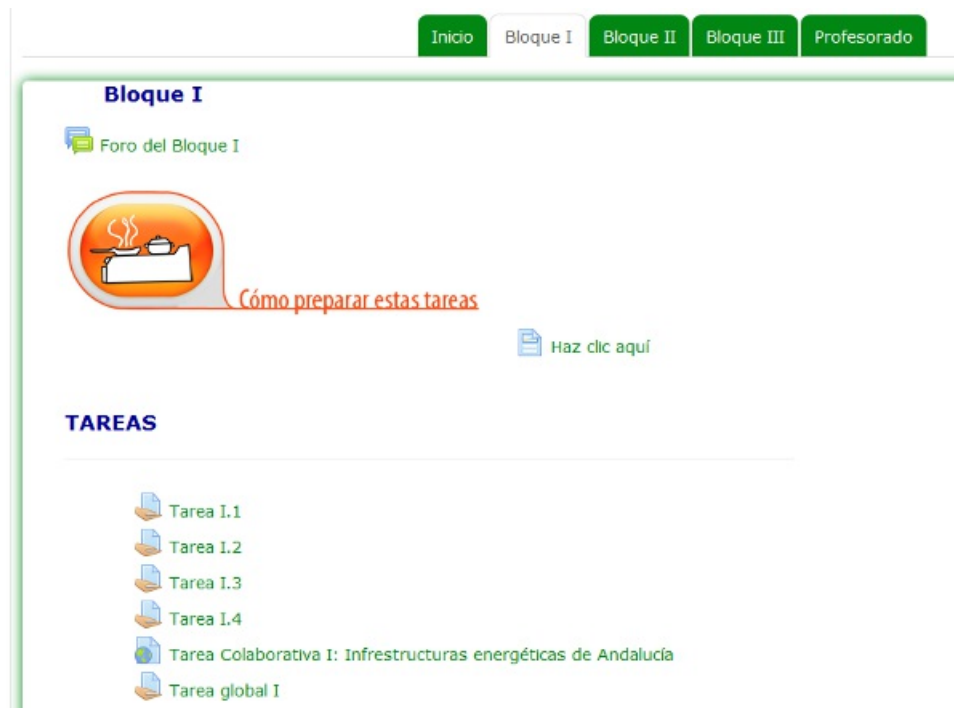 Inicio Bloque I Bloque II Bloque III Profesorado
Bloque I
Foro del Bloque I
Cómo preparar estas tareas
Haz clic aquí
TAREAS
Tarea I.1
Tarea I.2
Tarea I.3
Tarea I.4
Tarea Colaborativa I: Infrestructuras energéticas de Andalucía
Tarea global I